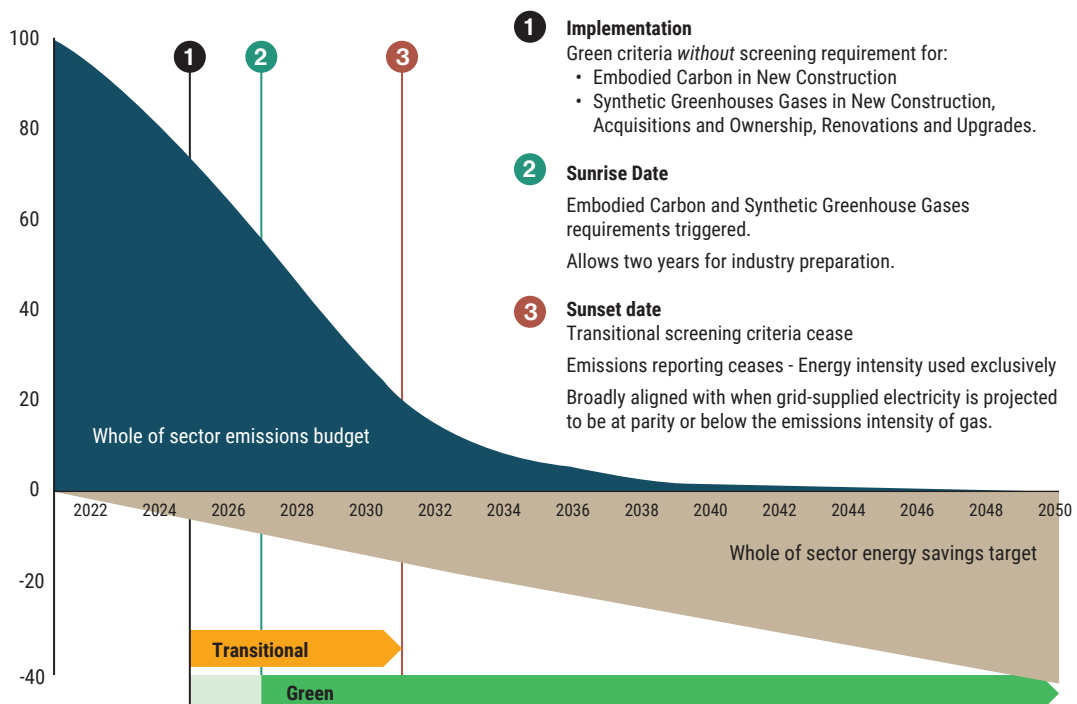 100
80
60
40
20
0
-20
-40
1
2
3
Whole of sector emissions budget
2022 2024 2026 2028 2030 2032 2034 2036 2038 2040 2042 2044 2046 2048 2050
Whole of sector energy savings target
Transitional
Green
1 Implementation
Green criteria without screening requirement for:
• Embodied Carbon in New Construction
• Synthetic Greenhouses Gases in New Construction,
Acquisitions and Ownership, Renovations and Upgrades.
2 Sunrise Date
Embodied Carbon and Synthetic Greenhouse Gases
requirements triggered.
Allows two years for industry preparation.
3 Sunset date
Transitional screening criteria cease
Emissions reporting ceases - Energy intensity used exclusively
Broadly aligned with when grid-supplied electricity is projected
to be at parity or below the emissions intensity of gas.